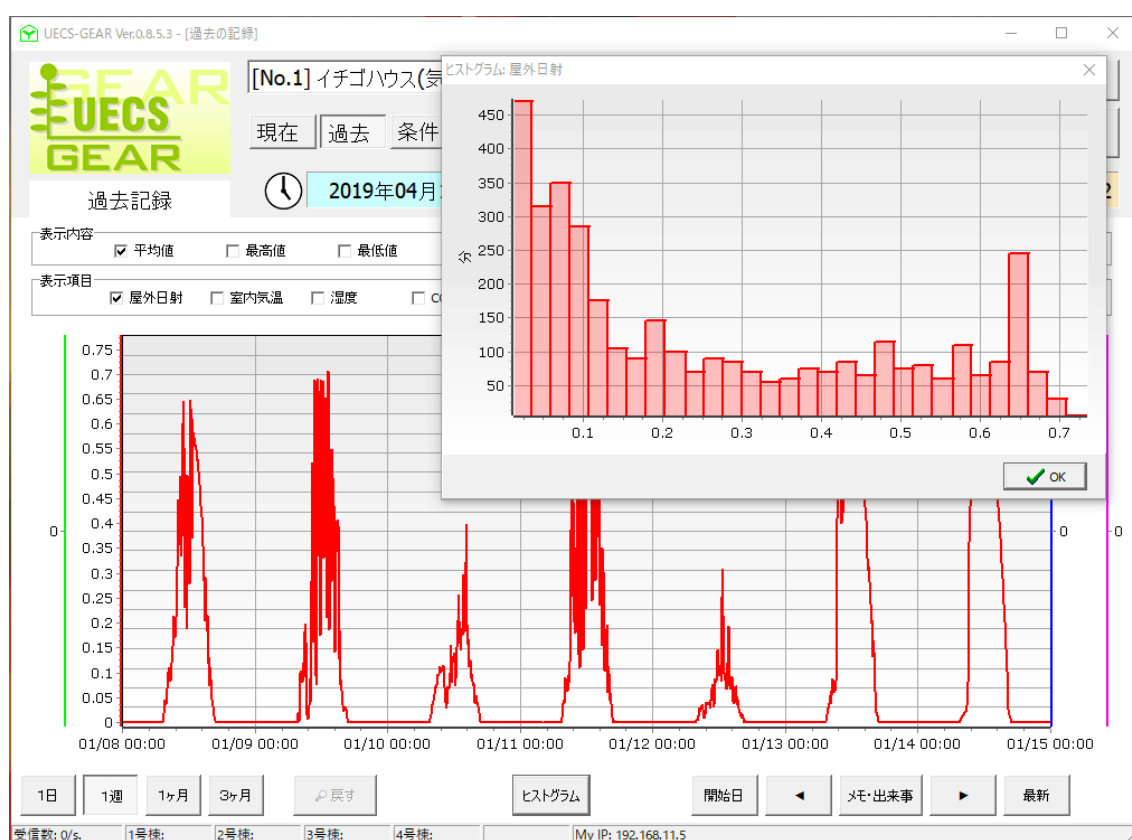 UECS-GEAR Ver.0.8.5.3 - [過去の記録]
GEAR
UECS
GEAR
過去記録
[No.1] イチゴハウス(気
現在 過去 条件
2019年04月
2
表示内容
平均値 最高値 最低値
表示項目
屋外日射 室内気温 湿度
ヒストグラム: 屋外日射
450
400
350
300
分 250
200
150
100
50
0.1 0.2 0.3 0.4 0.5 0.6 0.7
OK
0.75
0.7
0.65
0.6
0.55
0.5
0.45
0 0.4 0 0
0.35
0.3
0.25
0.2
0.15
0.1
0.05
0
01/08 00:00 01/09 00:00 01/10 00:00 01/11 00:00 01/12 00:00 01/13 00:00 01/14 00:00 01/15 00:00
1日 1週 1ヶ月 3ヶ月 戻す ヒストグラム 開始日 メモ・出来事 最新
受信数: 0/s. 1号棟: 2号棟: 3号棟: 4号棟: My IP: 192.168.11.5